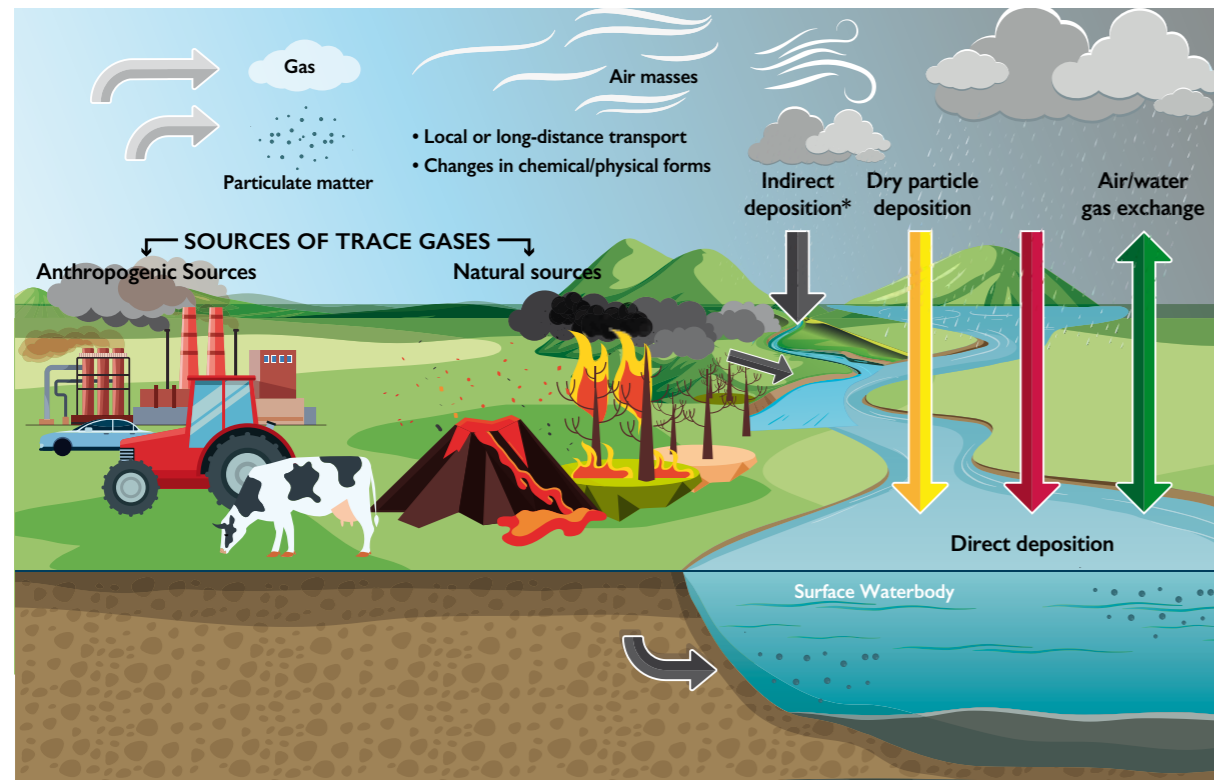 Gas
Air masses
• Local or long-distance transport
• Changes in chemical/physical forms
Particulate matter
Indirect
deposition*
Dry particle
deposition
Air/water
gas exchange
SOURCES OF TRACE GASES
Anthropogenic Sources
Natural sources
Direct deposition
Surface Waterbody